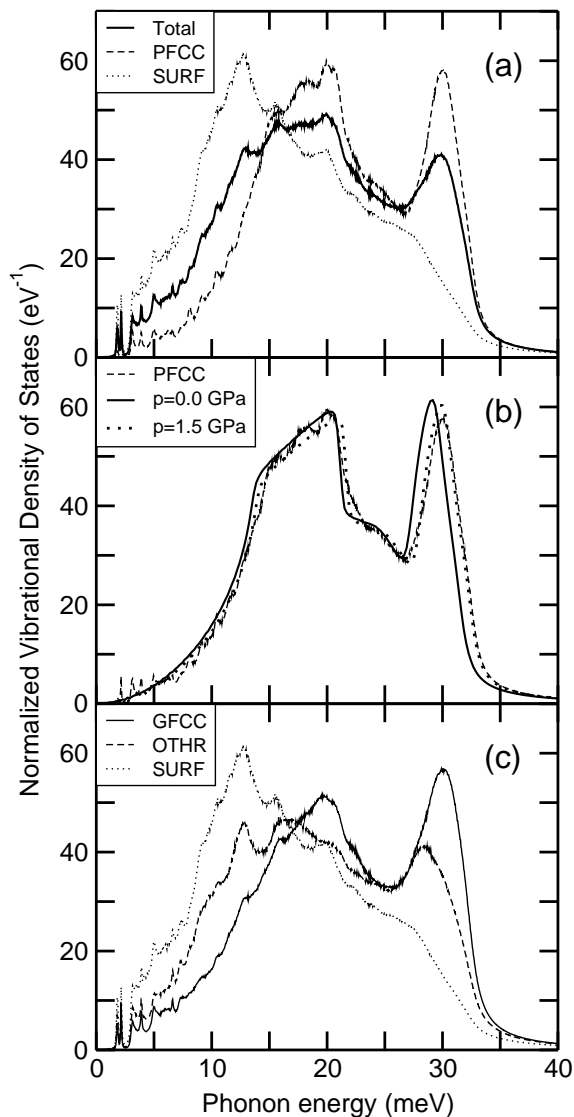 Total
PFCC
SURF
(a)
60
40
20
0
PFCC
p=0.0 GPa
p=1.5 GPa
(b)
60
40
20
0
GFCC
OTHR
SURF
(c)
60
40
20
0
0 10 20 30 40
Phonon energy (meV)
Normalized Vibrational Density of States (eV⁻¹)